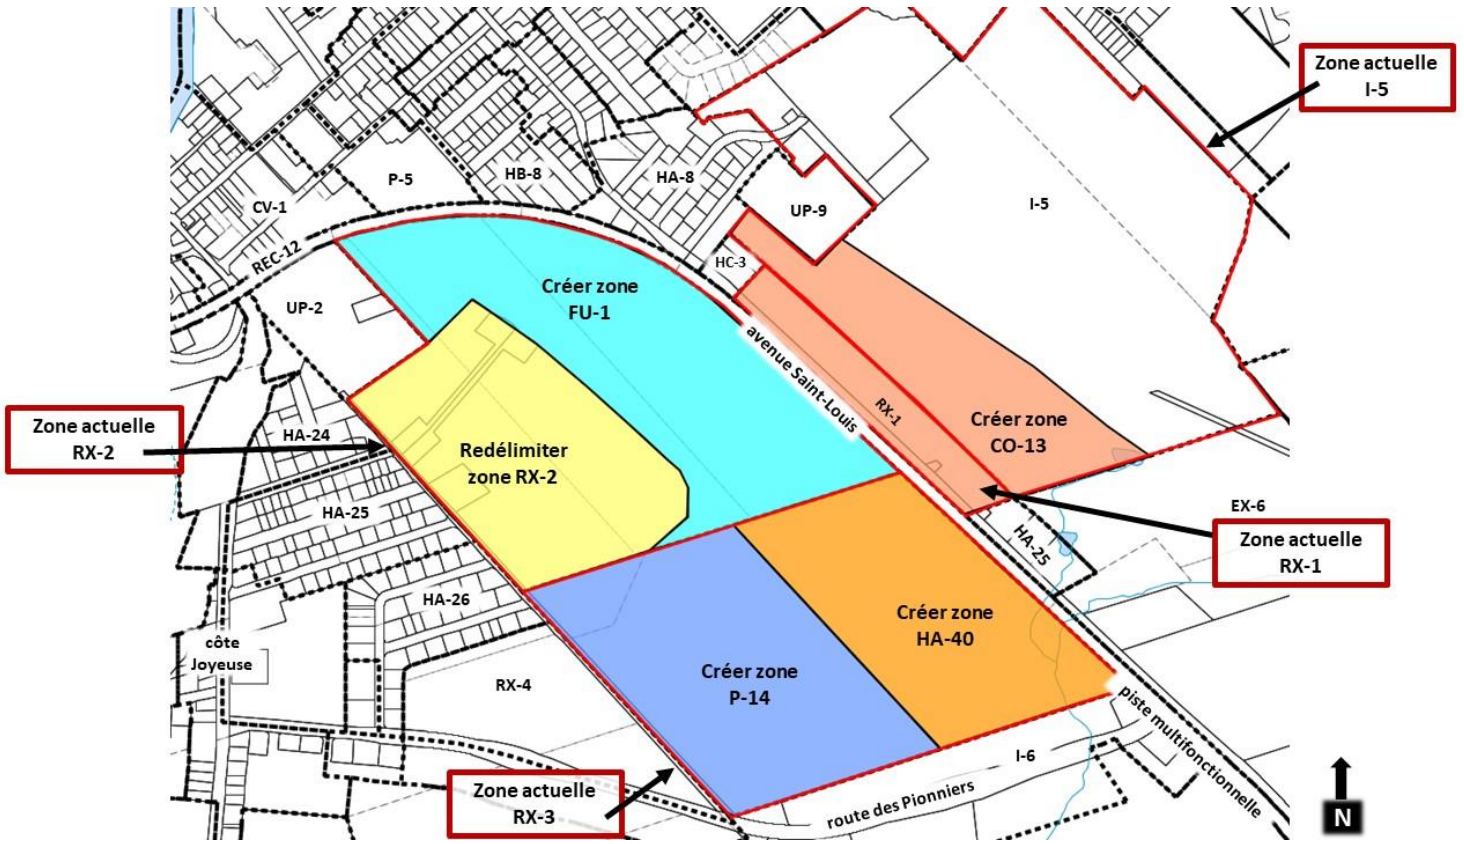 Zone actuelle
I-5
P-5
HB-8
HA-8
CV-1
UP-9
I-5
REC-12
HC-3
UP-2
Créer zone
FU-1
avenue Saint-Louis
RX-1
Créer zone
CO-13
Zone actuelle
RX-2
HA-24
Redélimiter
zone RX-2
HA-25
EX-6
HA-25
Zone actuelle
RX-1
HA-26
Créer zone
HA-40
côte
Joyeuse
RX-4
Créer zone
P-14
piste multifonctionnelle
I-6
Zone actuelle
RX-3
route des Pionniers
N